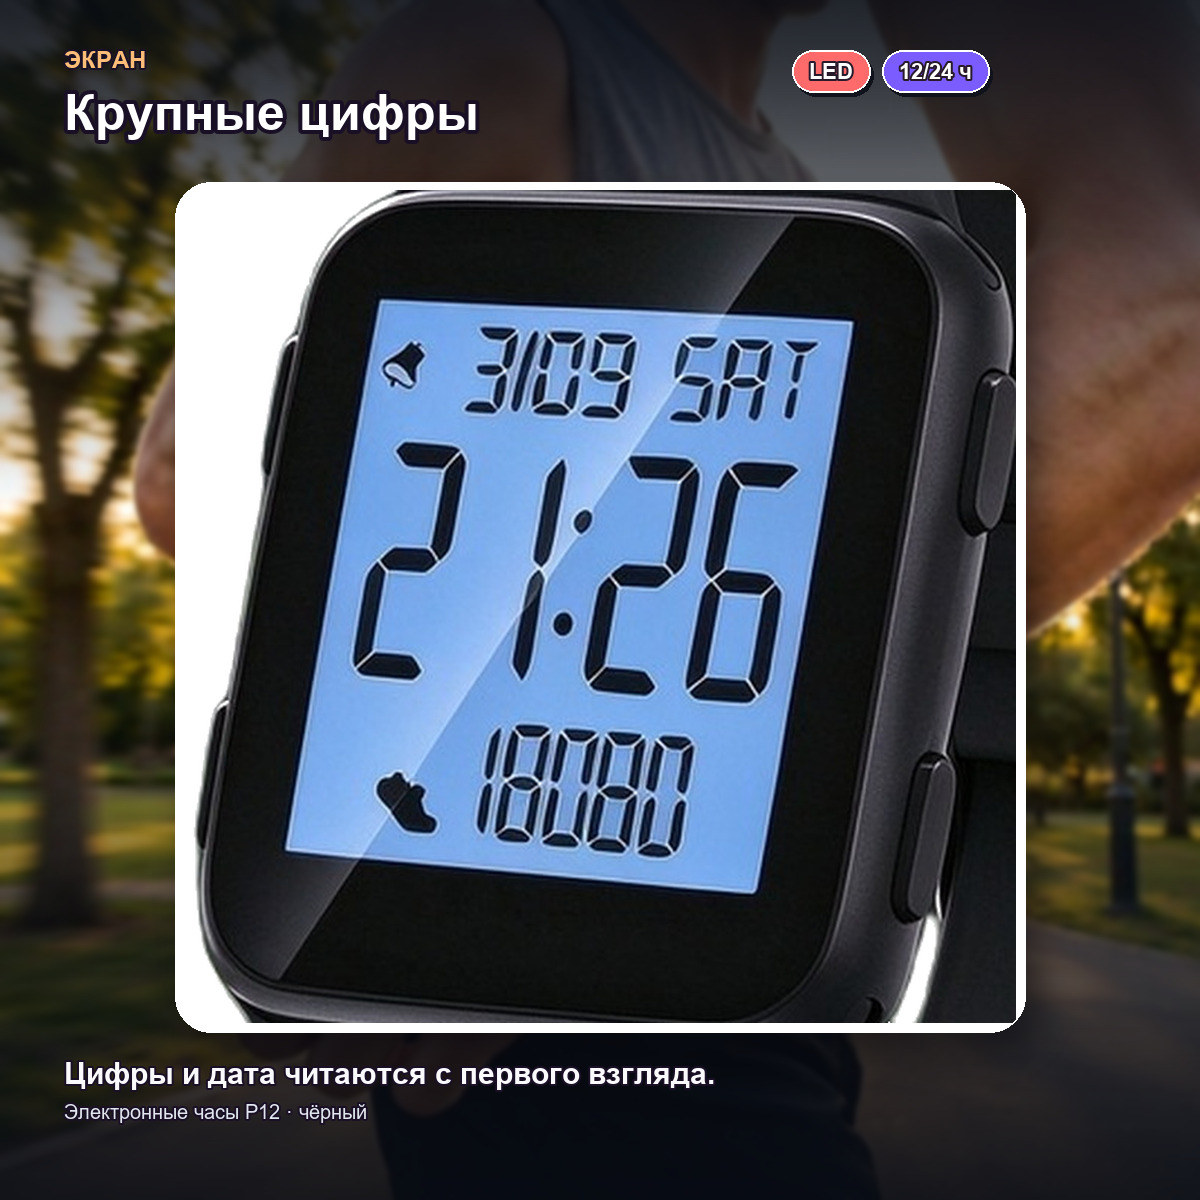 ЭКРАН
Крупные цифры
LED
12/24 ч
3/09 SAT
21:26
18080
Цифры и дата читаются с первого взгляда.
Электронные часы P12 · чёрный